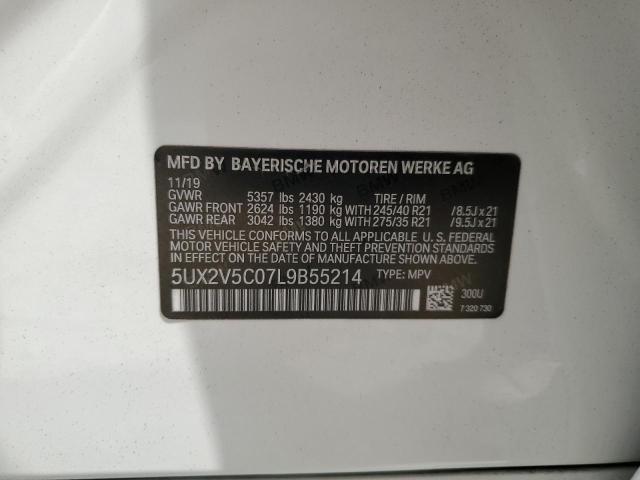 MFD BY BAYERISCHE MOTOREN WERKE AG
11/19
GVWR 5357 lbs 2430 kg TIRE / RIM
GAWR FRONT 2624 lbs 1190 kg WITH 245/40 R21 /8.5J x 21
GAWR REAR 3042 lbs 1380 kg WITH 275/35 R21 /9.5J x 21
THIS VEHICLE CONFORMS TO ALL APPLICABLE U. S. FEDERAL
MOTOR VEHICLE SAFETY AND THEFT PREVENTION STANDARDS
IN EFFECT ON THE DATE OF MANUFACTURE SHOWN ABOVE.
5UX2V5C07L9B55214 TYPE: MPV
300U
7 320 730